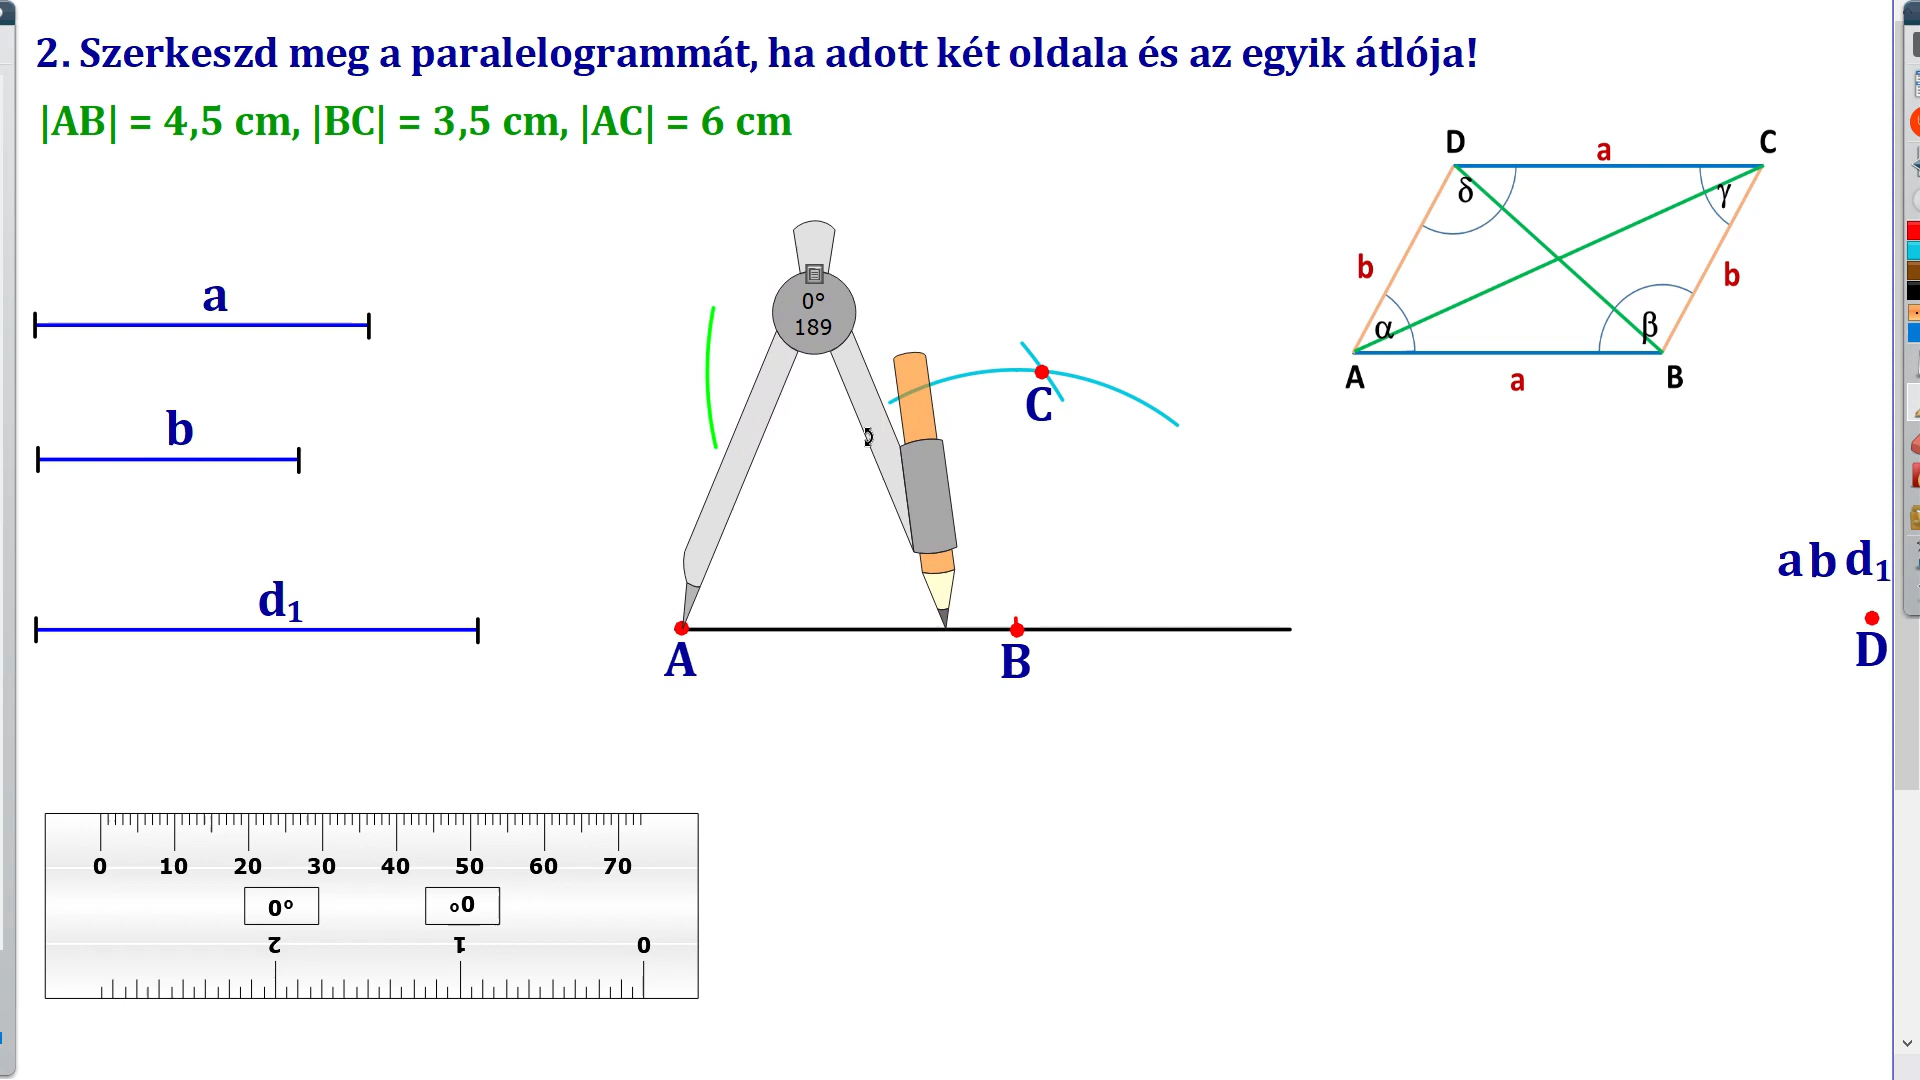 2. Szerkeszd meg a paralelogrammát, ha adott két oldala és az egyik átlója!
|AB| = 4,5 cm, |BC| = 3,5 cm, |AC| = 6 cm
D a C
δ γ
b b
α β
A a B
a
b
d₁
0°
189
C
A B
a b d₁
D
0 10 20 30 40 50 60 70
0° 0°
2 1 0